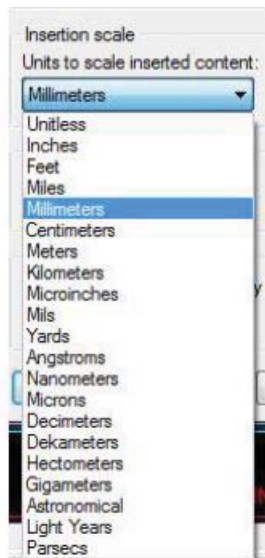 Insertion scale
Units to scale inserted content:
Millimeters
Unitless
Inches
Feet
Miles
Millimeters
Centimeters
Meters
Kilometers
Microinches
Mils
Yards
Angstroms
Nanometers
Microns
Decimeters
Dekameters
Hectometers
Gigameters
Astronomical
Light Years
Parsecs